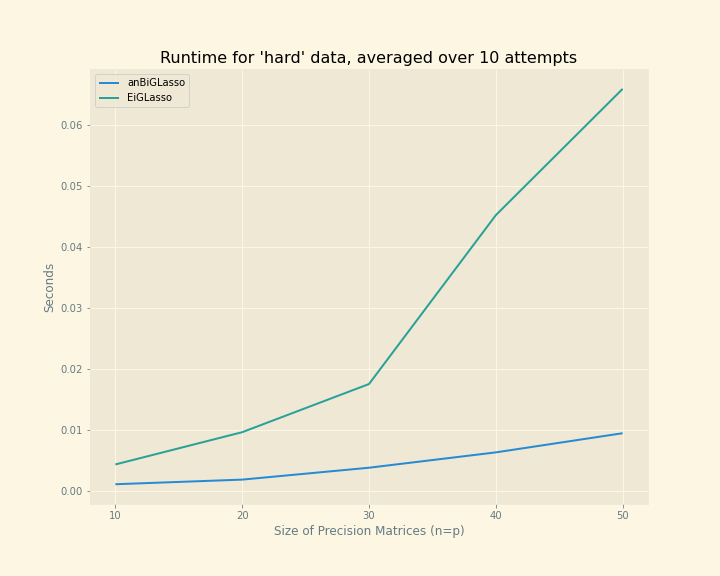 Runtime for 'hard' data, averaged over 10 attempts
anBiGLasso
EiGLasso
0.06
0.05
0.04
0.03
0.02
0.01
0.00
Seconds
10 20 30 40 50
Size of Precision Matrices (n=p)